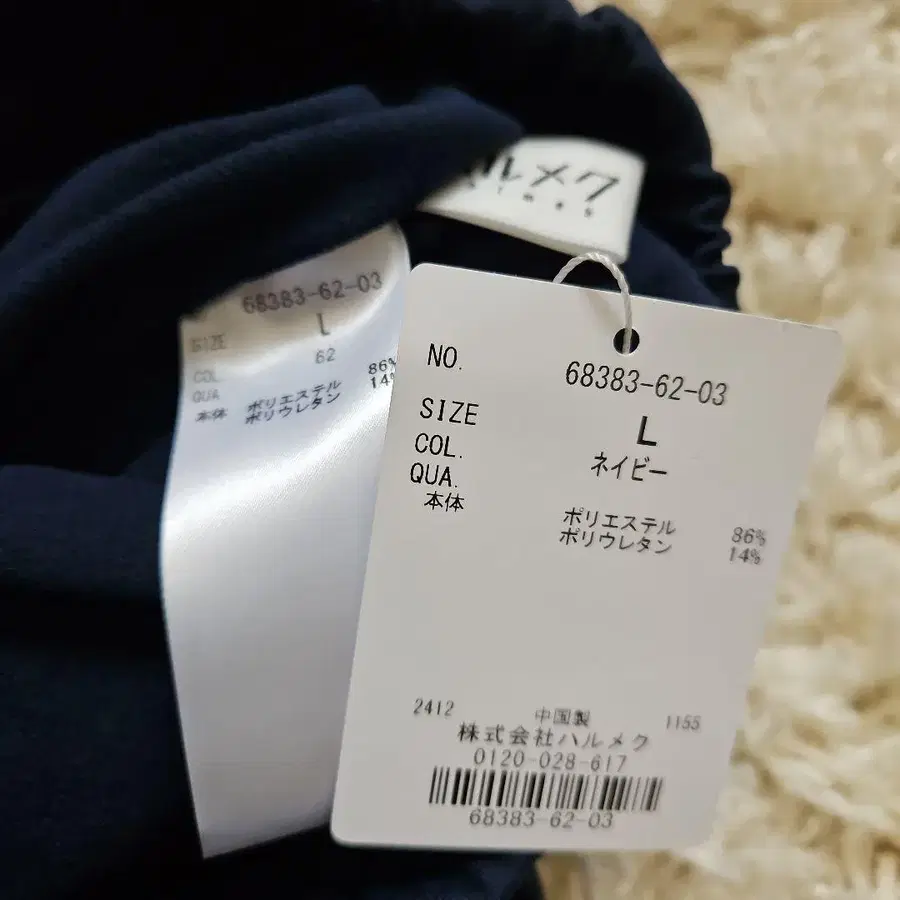 ルメク
68383-62-03
SIZE L
COL. 62
QUA.
本体 ポリエステル 86%
ポリウレタン 14%
NO. 68383-62-03
SIZE L
COL. ネイビー
QUA.
本体
ポリエステル 86%
ポリウレタン 14%
2412 中国製 1155
株式会社ハルメク
0120-028-617
68383-62-03